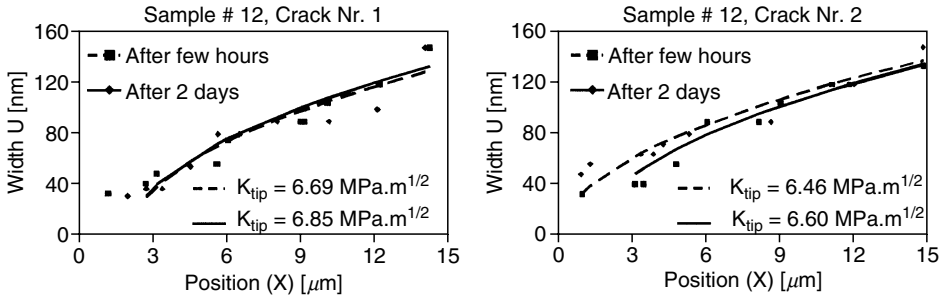 Sample # 12, Crack Nr. 1
160
120
80
40
0
Width U [nm]
After few hours
After 2 days
K_tip = 6.69 MPa.m^1/2
K_tip = 6.85 MPa.m^1/2
0 3 6 9 12 15
Position (X) [μm]
Sample # 12, Crack Nr. 2
160
120
80
40
0
Width U [nm]
After few hours
After 2 days
K_tip = 6.46 MPa.m^1/2
K_tip = 6.60 MPa.m^1/2
0 3 6 9 12 15
Position (X) [μm]